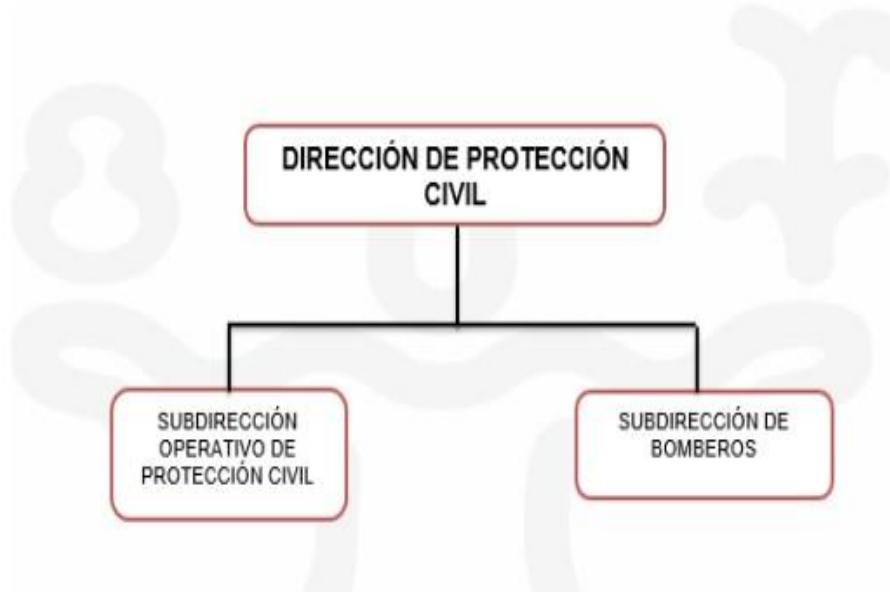 DIRECCIÓN DE PROTECCIÓN
CIVIL
SUBDIRECCIÓN
OPERATIVO DE
PROTECCIÓN CIVIL
SUBDIRECCIÓN DE
BOMBEROS